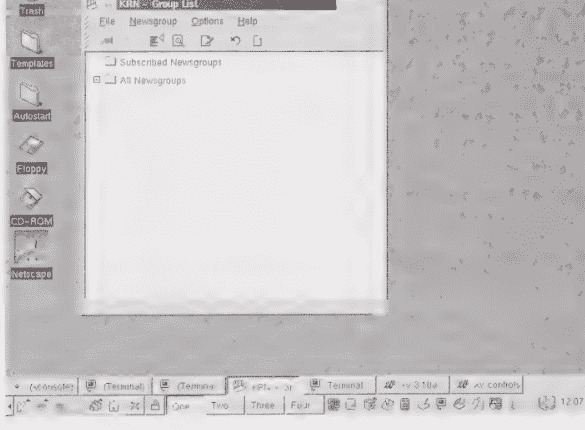 Trash
Templates
Autostart
Floppy
CD-ROM
Netscape
KRN - Group List
File Newsgroup Options Help
Subscribed Newsgroups
All Newsgroups
(Terminal) Terminal xv controls
One Two Three Four 12:07